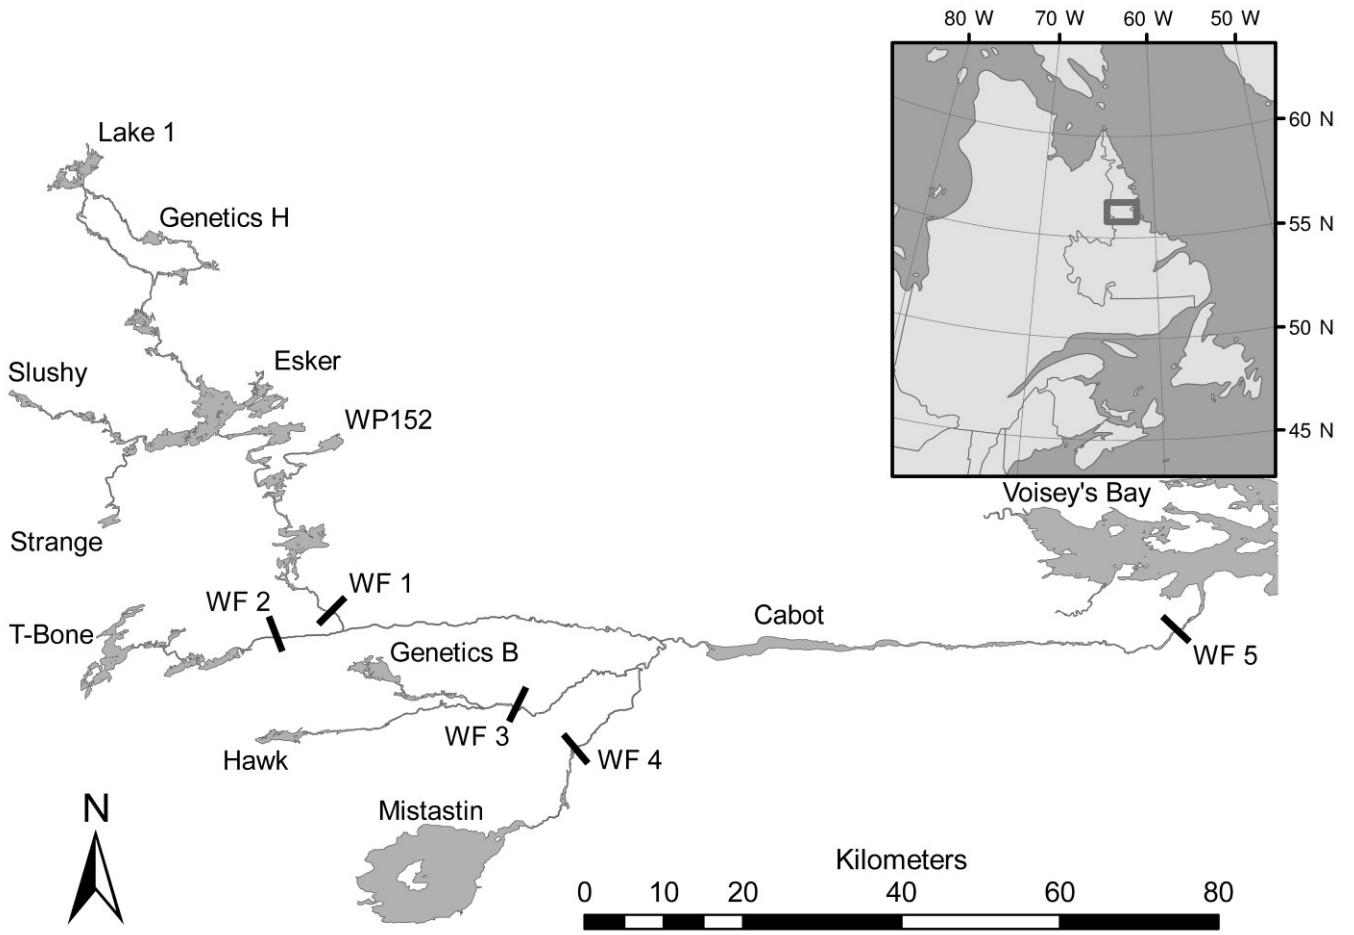 80 W 70 W 60 W 50 W
60 N
55 N
50 N
45 N
Lake 1
Genetics H
Esker
Slushy
WP152
Strange
Voisey's Bay
WF 1
WF 2
T-Bone
Cabot
Genetics B
WF 5
WF 3
Hawk
WF 4
Mistastin
N
Kilometers
0 10 20 40 60 80